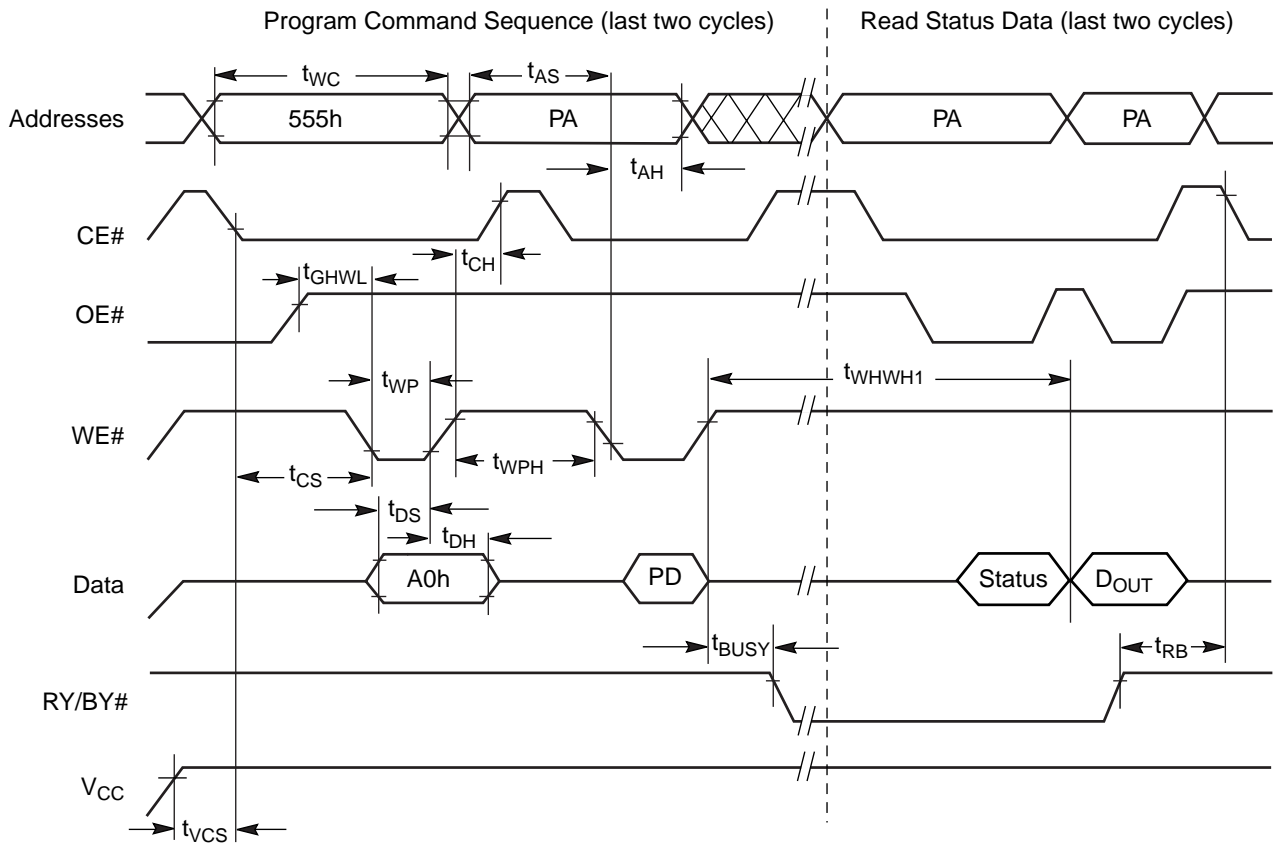 Program Command Sequence (last two cycles) Read Status Data (last two cycles)
tWC tAS
Addresses 555h PA PA PA
tAH
CE#
tCH
tGHWL
OE#
tWP tWHWH1
WE#
tCS tWPH
tDS
tDH
Data A0h PD Status DOUT
tBUSY tRB
RY/BY#
VCC
tVCS